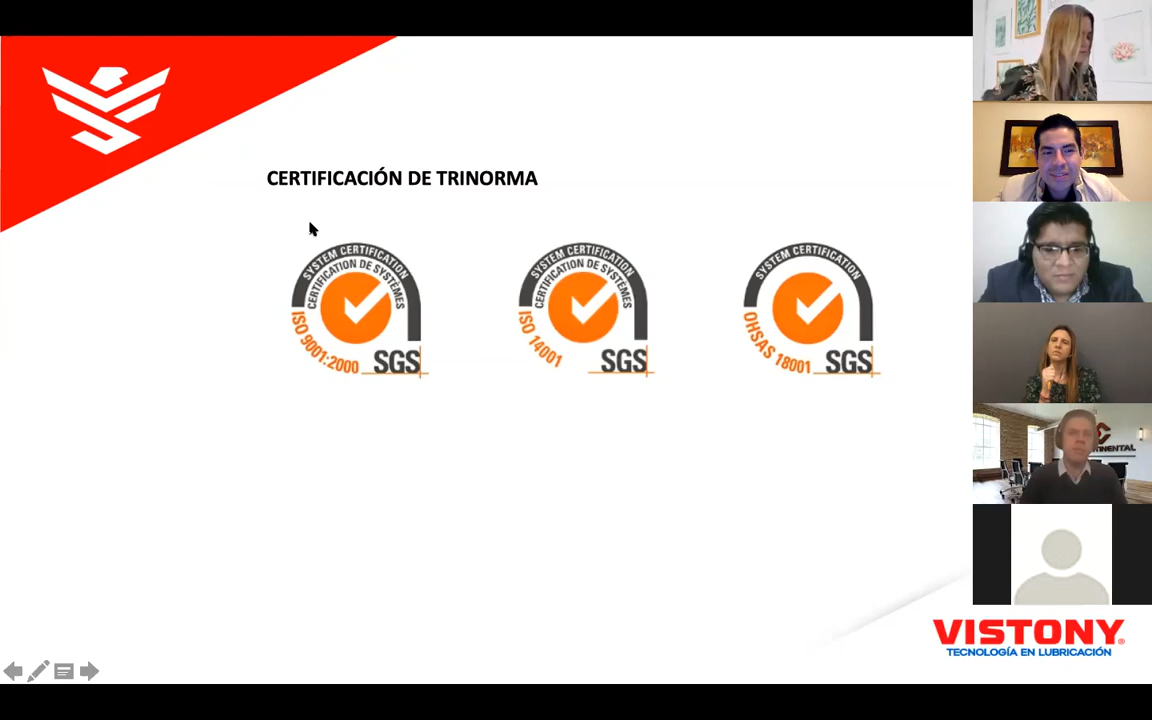 CERTIFICACIÓN DE TRINORMA
SYSTEM CERTIFICATION
CERTIFICATION DE SYSTÈMES
ISO 9001:2000
SGS
SYSTEM CERTIFICATION
CERTIFICATION DE SYSTÈMES
ISO 14001
SGS
SYSTEM CERTIFICATION
OHSAS 18001
SGS
VISTONY®
TECNOLOGÍA EN LUBRICACIÓN